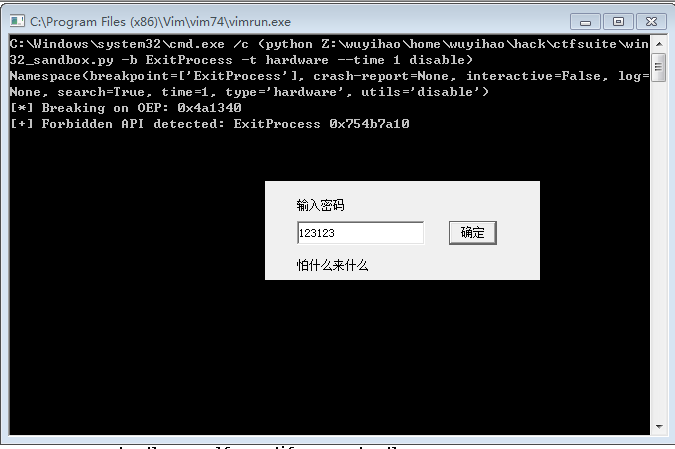 C:\Program Files (x86)\Vim\vim74\vimrun.exe
C:\Windows\system32\cmd.exe /c (python Z:\wuyihao\home\wuyihao\hack\ctfsuite\win
32_sandbox.py -b ExitProcess -t hardware --time 1 disable)
Namespace(breakpoint=['ExitProcess'], crash-report=None, interactive=False, log=
None, search=True, time=1, type='hardware', utils='disable')
[*] Breaking on OEP: 0x4a1340
[+] Forbidden API detected: ExitProcess 0x754b7a10
输入密码
123123
确定
怕什么来什么